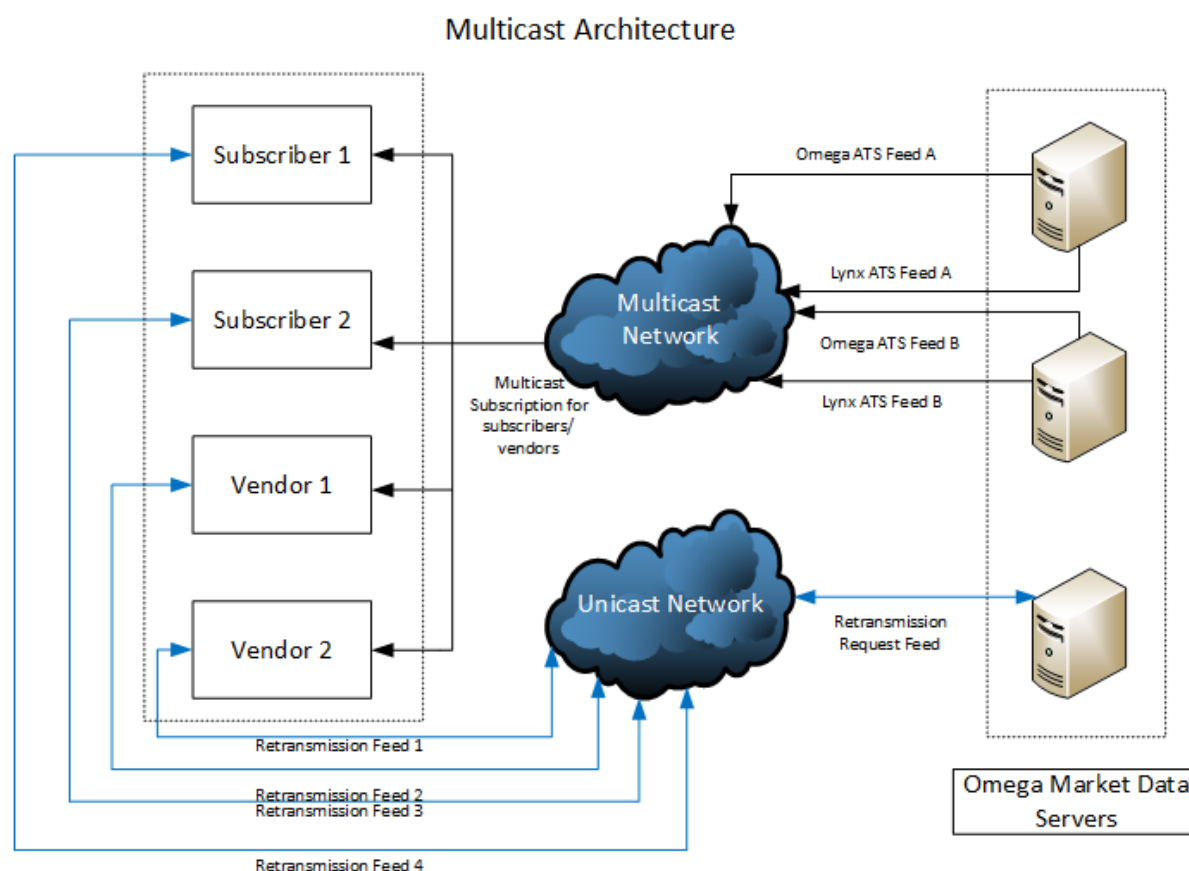 Multicast Architecture
Subscriber 1
Subscriber 2
Vendor 1
Vendor 2
Multicast
Subscription for
subscribers/
vendors
Multicast
Network
Omega ATS Feed A
Lynx ATS Feed A
Omega ATS Feed B
Lynx ATS Feed B
Unicast Network
Retransmission
Request Feed
Retransmission Feed 1
Retransmission Feed 2
Retransmission Feed 3
Retransmission Feed 4
Omega Market Data
Servers